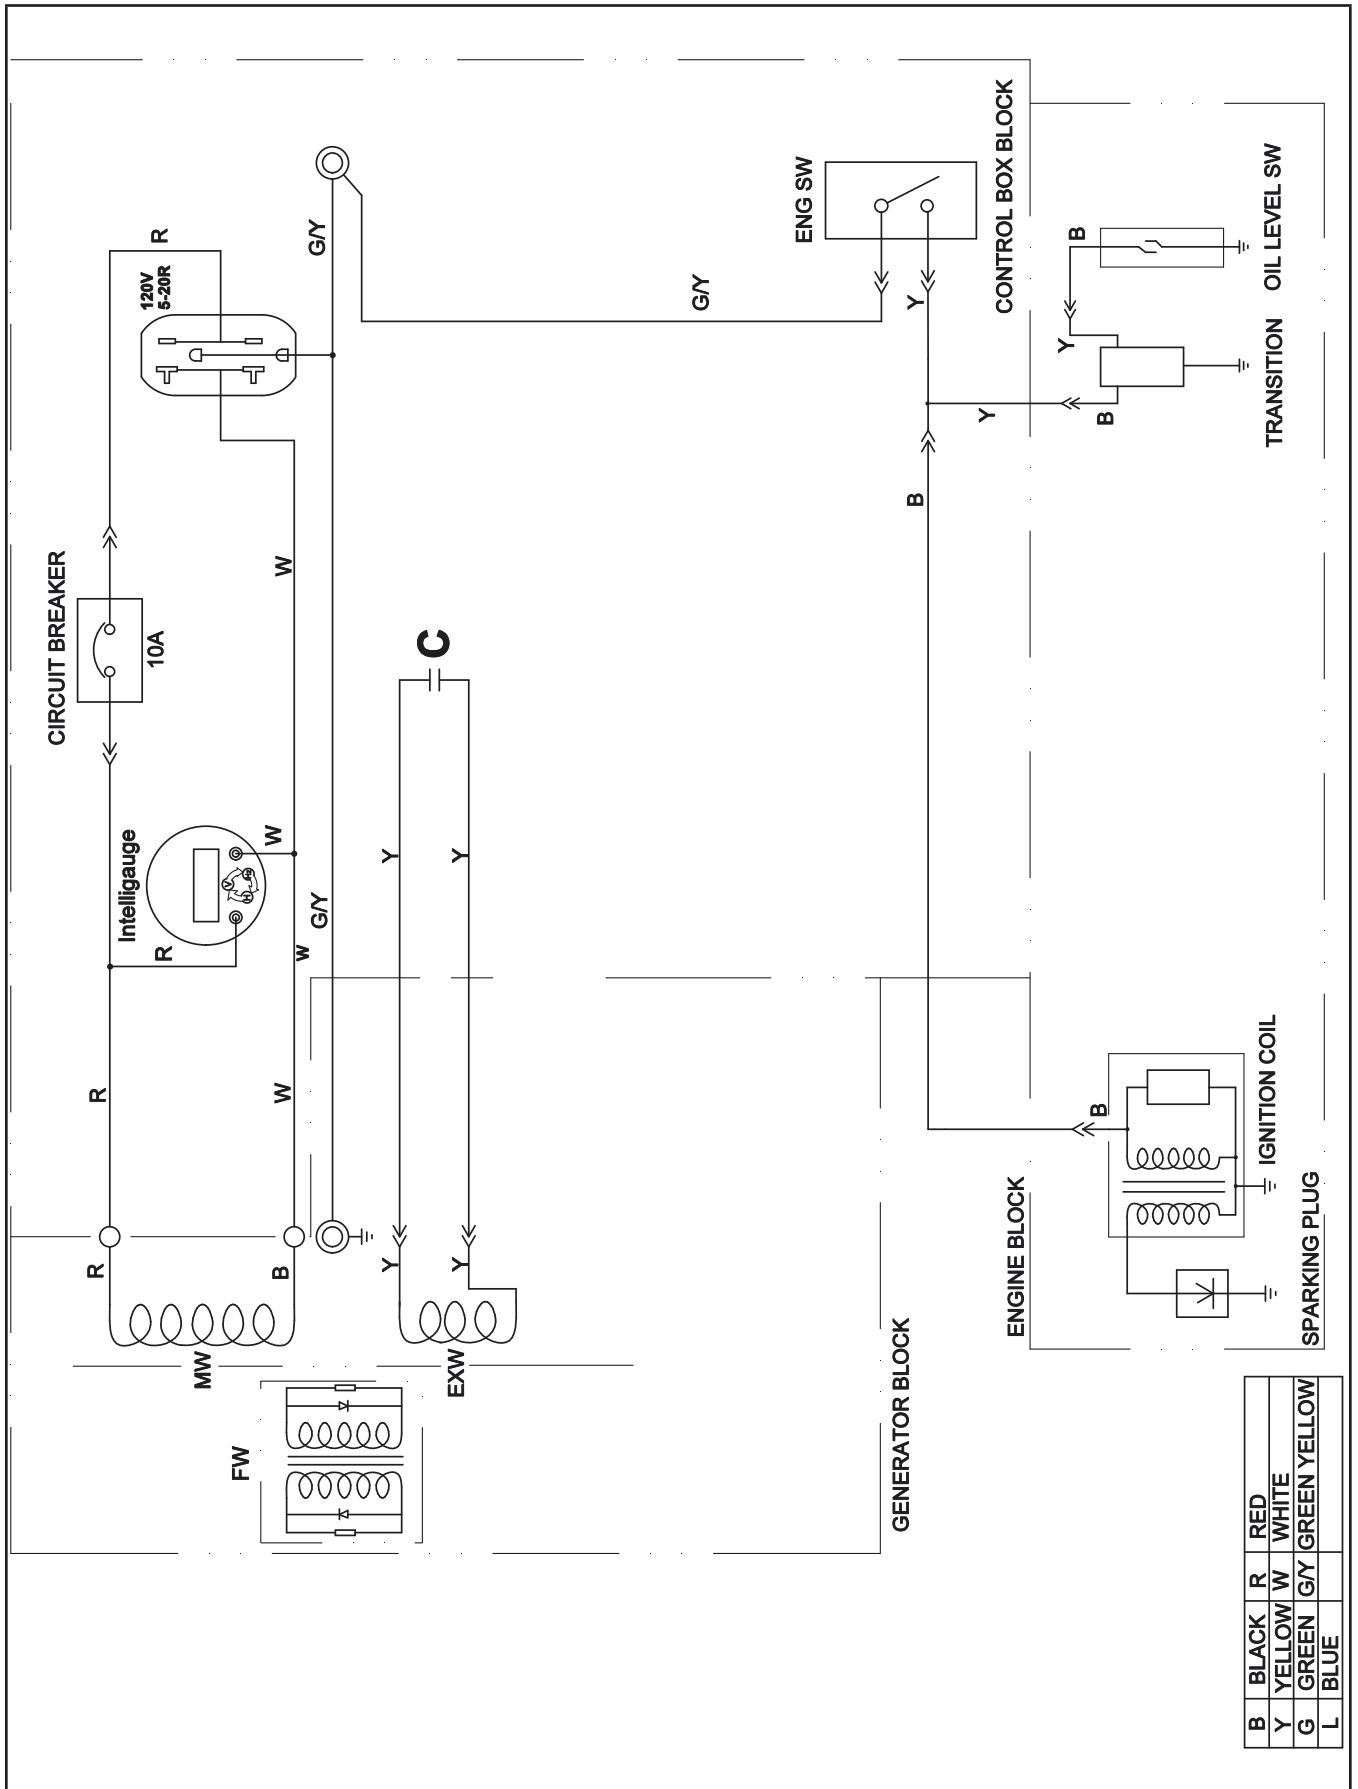 CIRCUIT BREAKER
10A
120V
5-20R
R
G/Y
W
Intelligauge
R
W
V
H
w
G/Y
R
W
R
B
MW
FW
C
Y
Y
Y
Y
EXW
GENERATOR BLOCK
ENG SW
G/Y
Y
CONTROL BOX BLOCK
B
Y
B
Y
B
OIL LEVEL SW
TRANSITION
B
IGNITION COIL
ENGINE BLOCK
SPARKING PLUG
B BLACK R RED
Y YELLOW W WHITE
G GREEN G/Y GREEN YELLOW
L BLUE